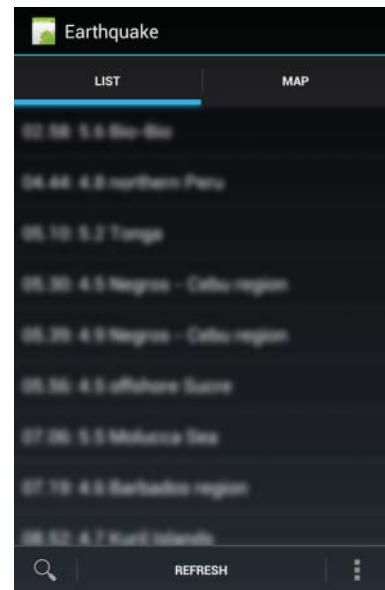 Earthquake
LIST
MAP
02.58: 5.6 Bio-Bio
04.44: 4.8 northern Peru
05.10: 5.2 Tonga
05.30: 4.5 Negros - Cebu region
05.39: 4.9 Negros - Cebu region
05.56: 4.5 offshore Sucre
07.06: 5.5 Molucca Sea
07.19: 4.6 Barbados region
08.52: 4.7 Kuril Islands
REFRESH